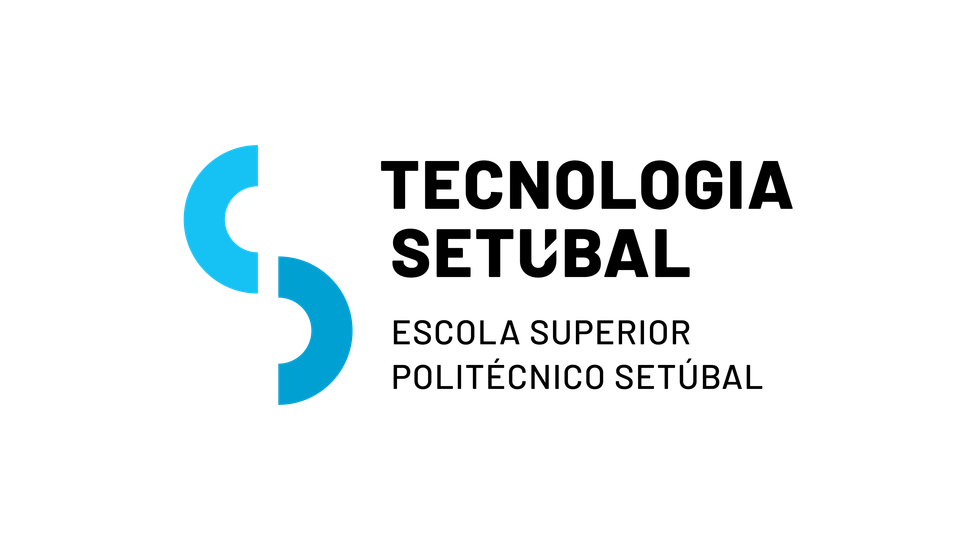 TECNOLOGIA
SETÚBAL
ESCOLA SUPERIOR
POLITÉCNICO SETÚBAL